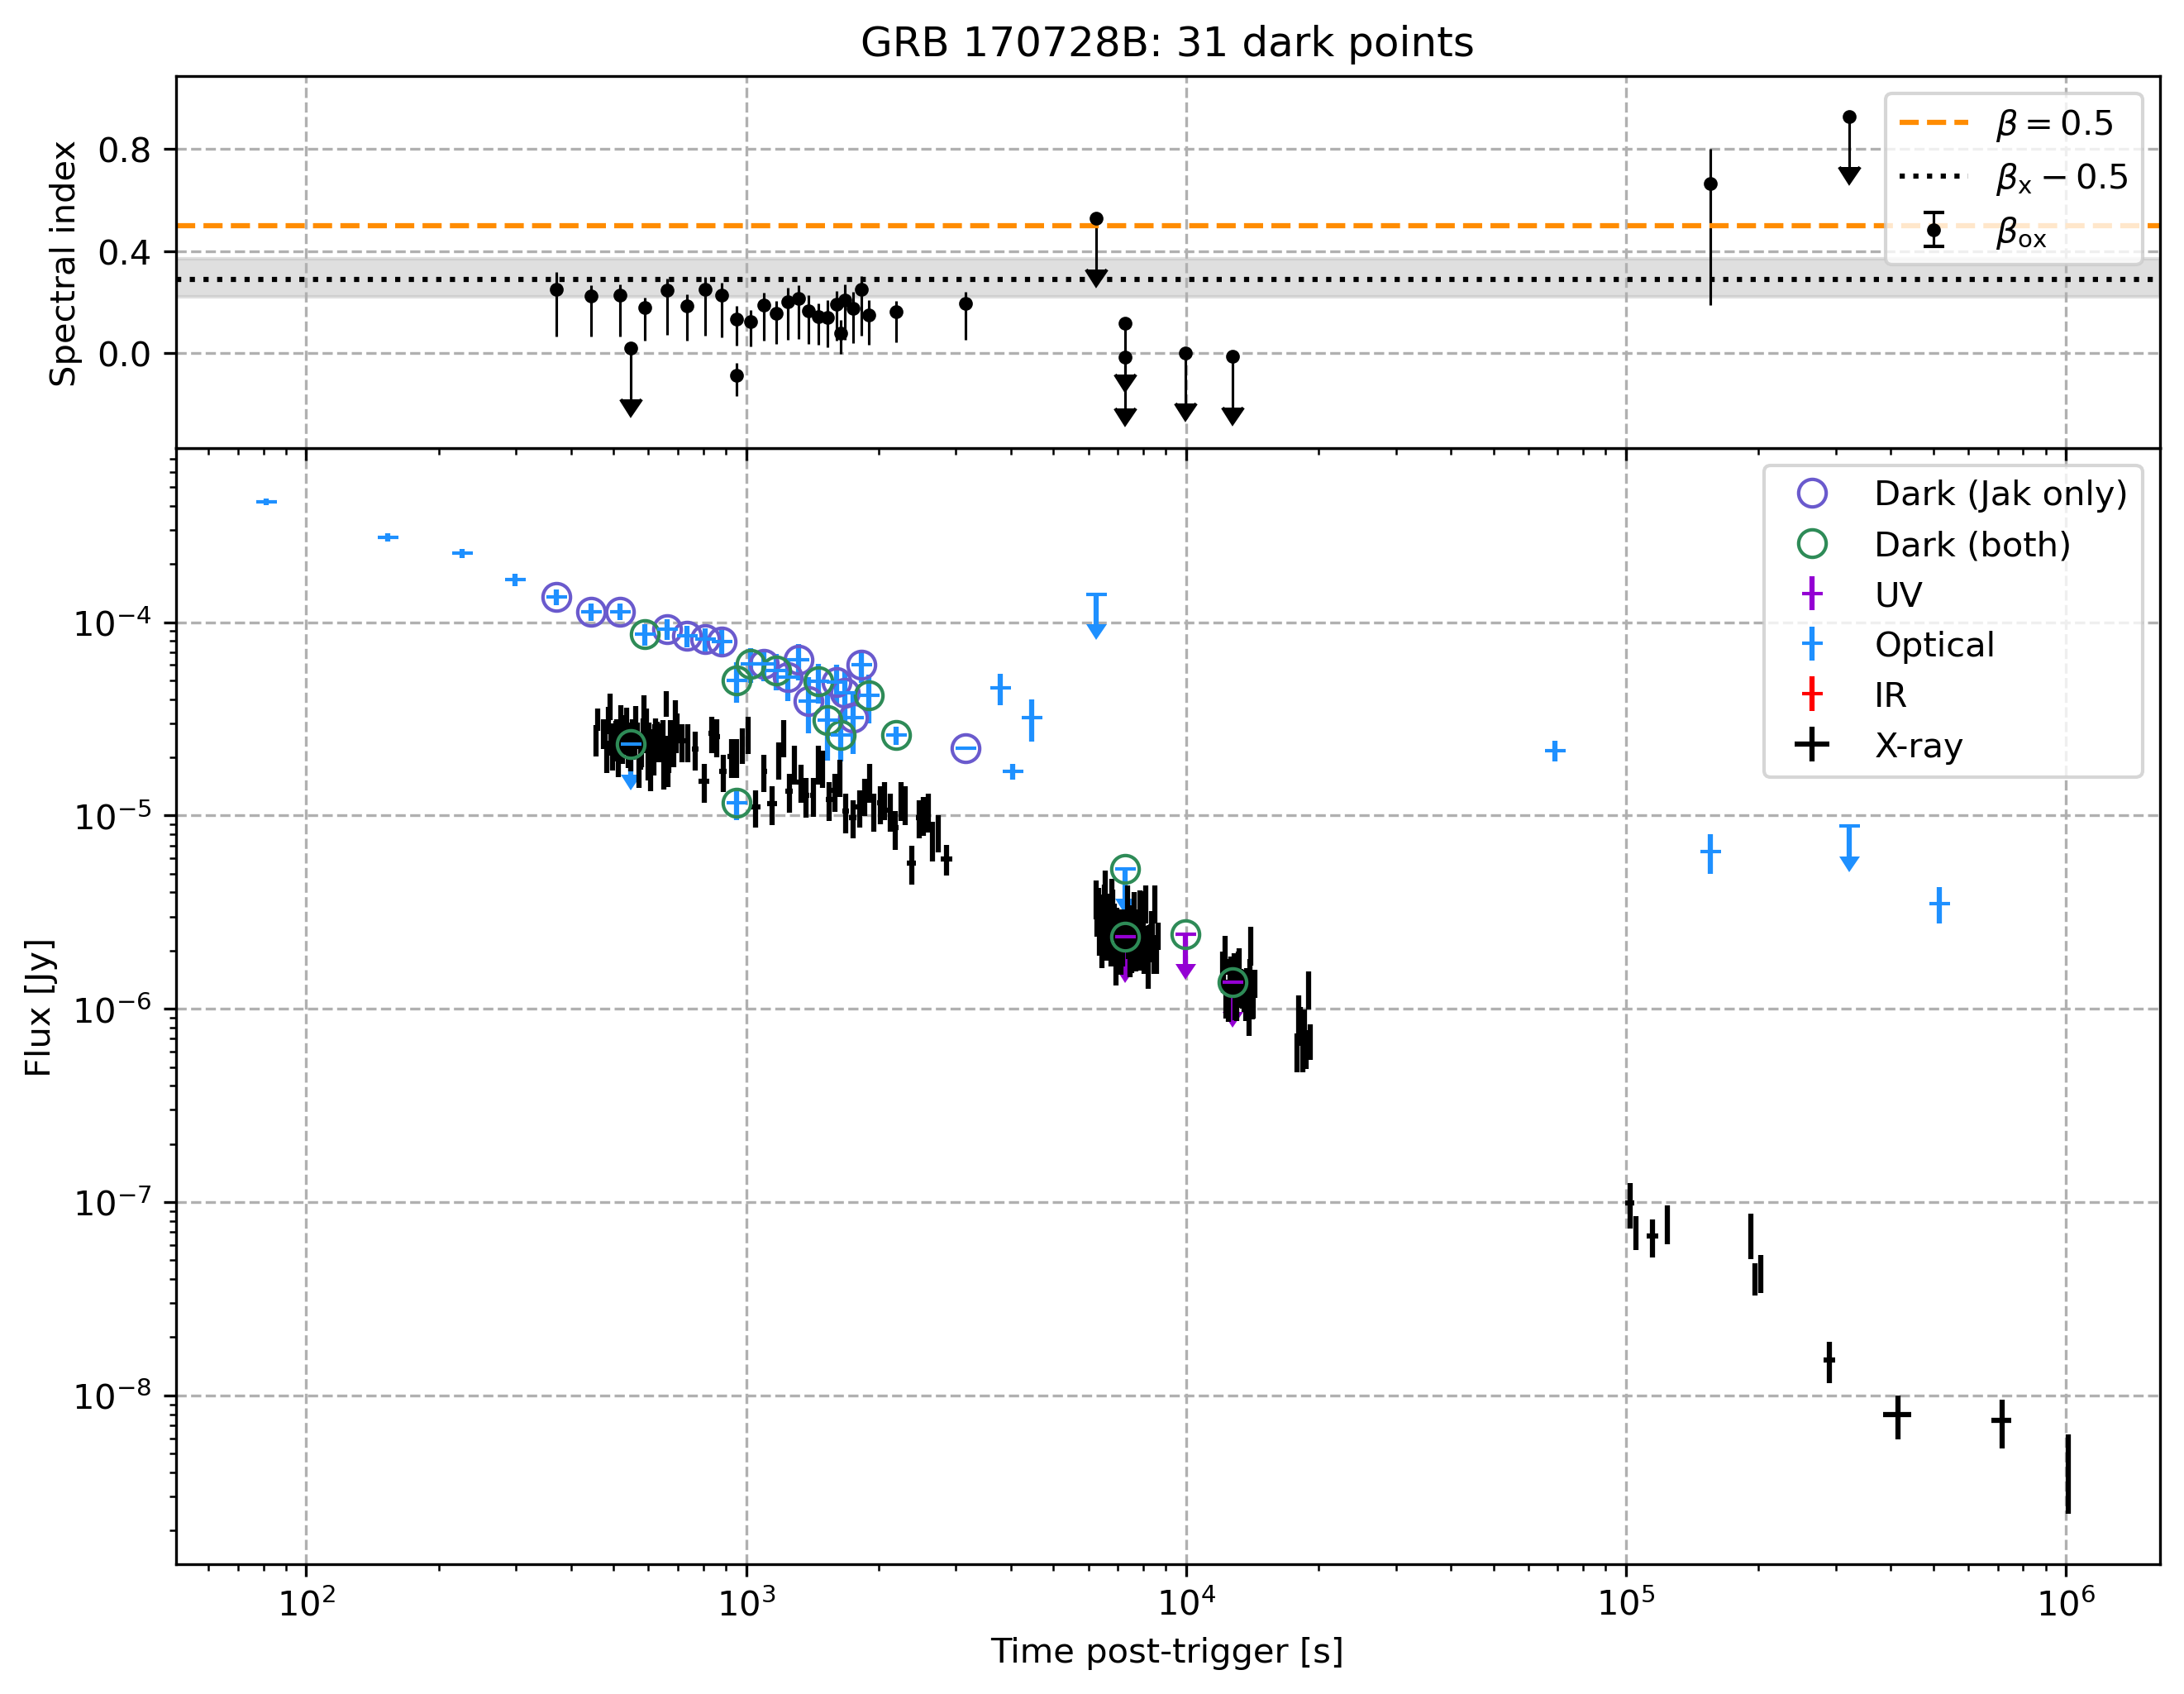 GRB 170728B: 31 dark points
Spectral index
0.8
0.4
0.0
β = 0.5
βₓ − 0.5
βₒₓ
Flux [Jy]
10⁻⁴
10⁻⁵
10⁻⁶
10⁻⁷
10⁻⁸
Dark (Jak only)
Dark (both)
UV
Optical
IR
X-ray
10² 10³ 10⁴ 10⁵ 10⁶
Time post-trigger [s]